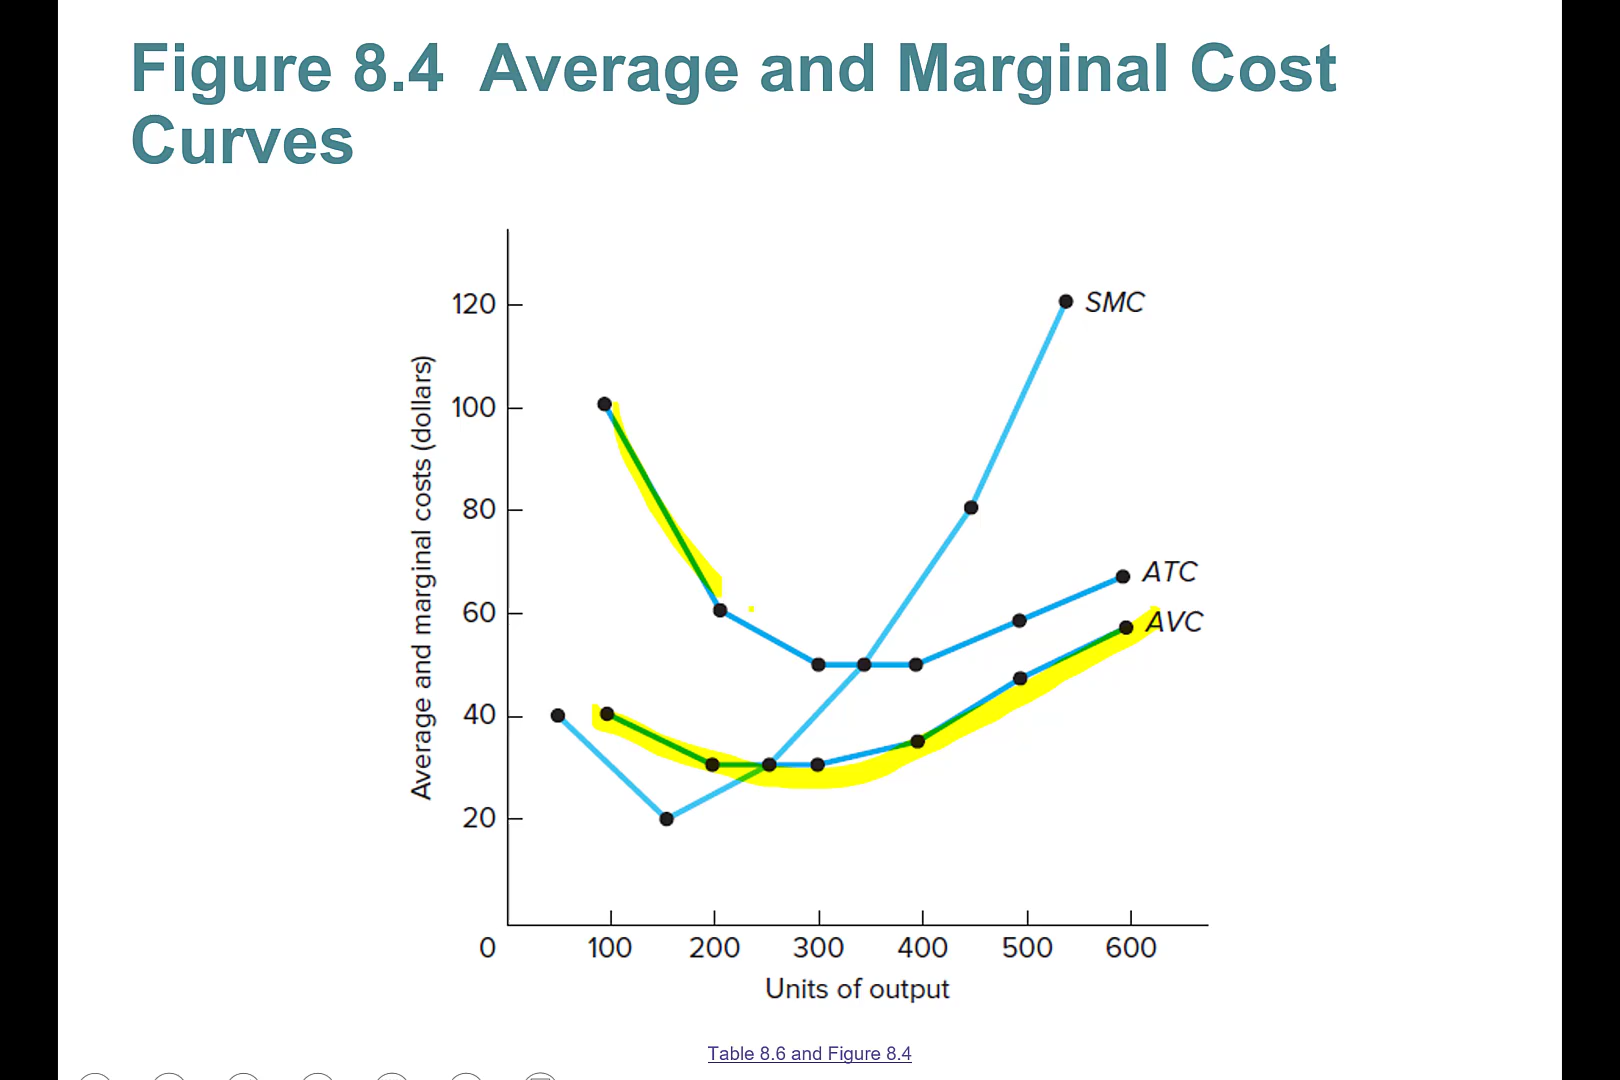 Figure 8.4 Average and Marginal Cost
Curves
Average and marginal costs (dollars)
120
100
80
60
40
20
SMC
ATC
AVC
0 100 200 300 400 500 600
Units of output
Table 8.6 and Figure 8.4